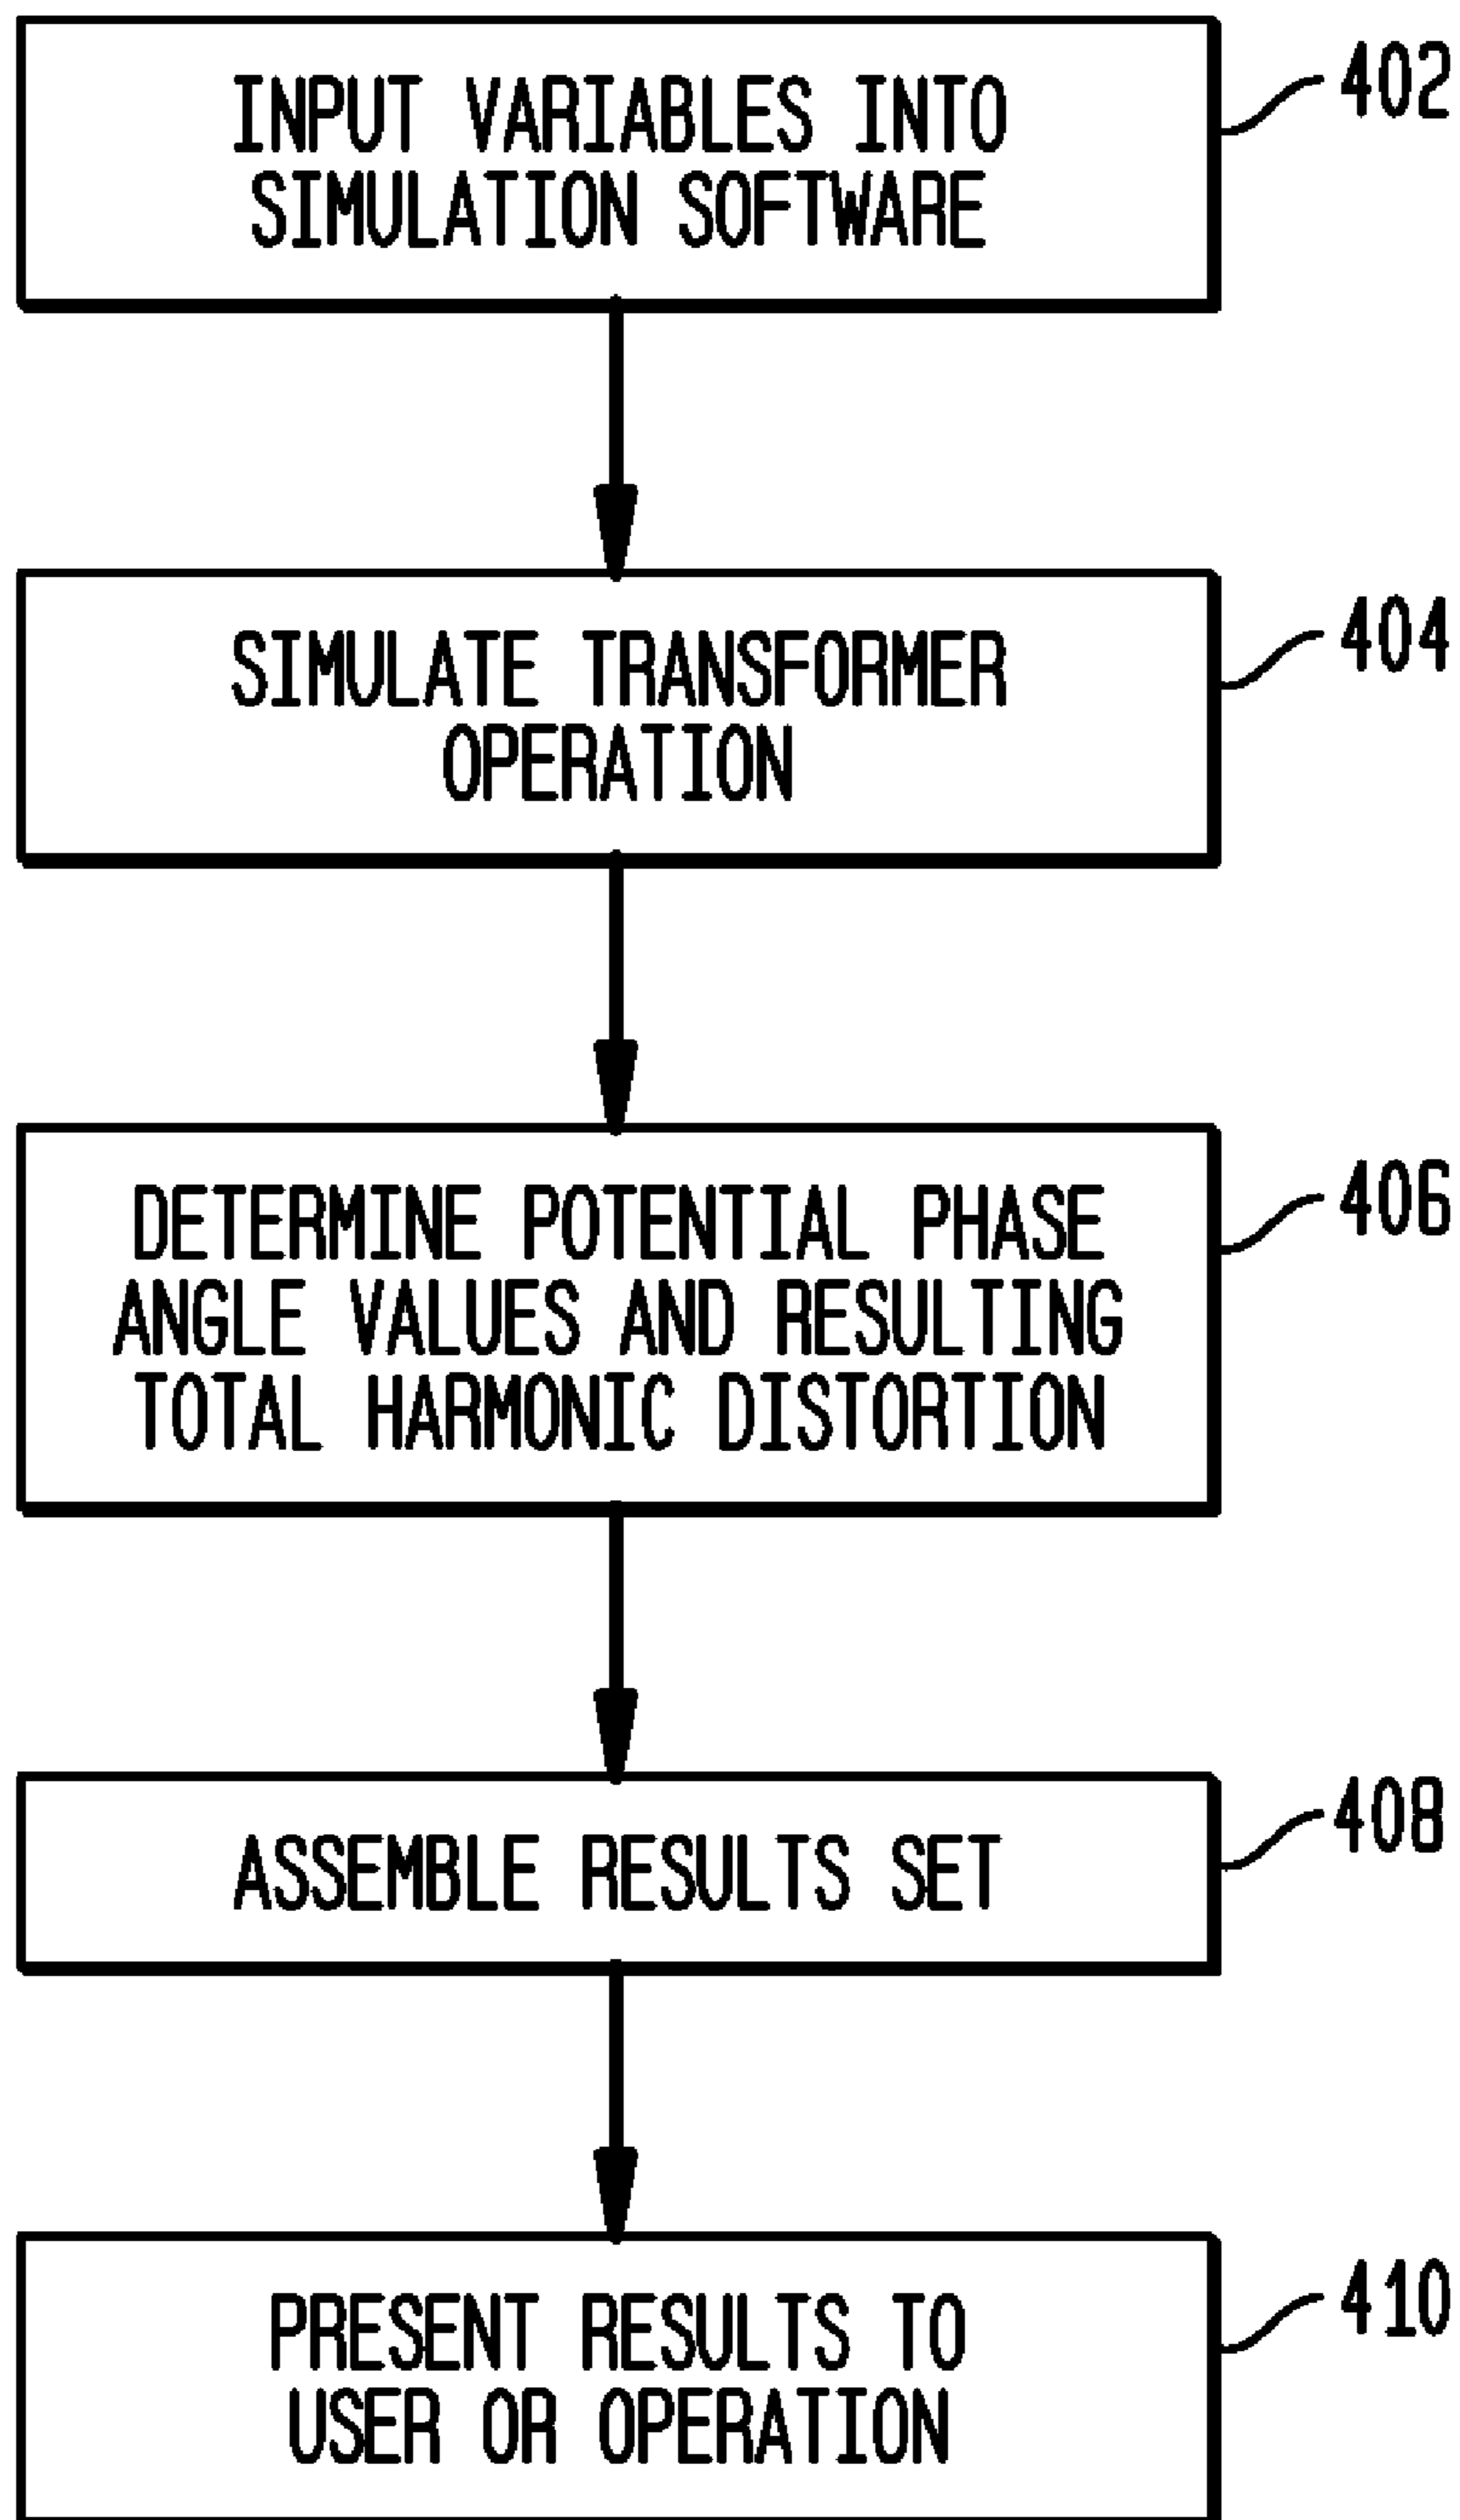 INPUT VARIABLES INTO
SIMULATION SOFTWARE
402
SIMULATE TRANSFORMER
OPERATION
404
DETERMINE POTENTIAL PHASE
ANGLE VALUES AND RESULTING
TOTAL HARMONIC DISTORTION
406
ASSEMBLE RESULTS SET
408
PRESENT RESULTS TO
USER OR OPERATION
410